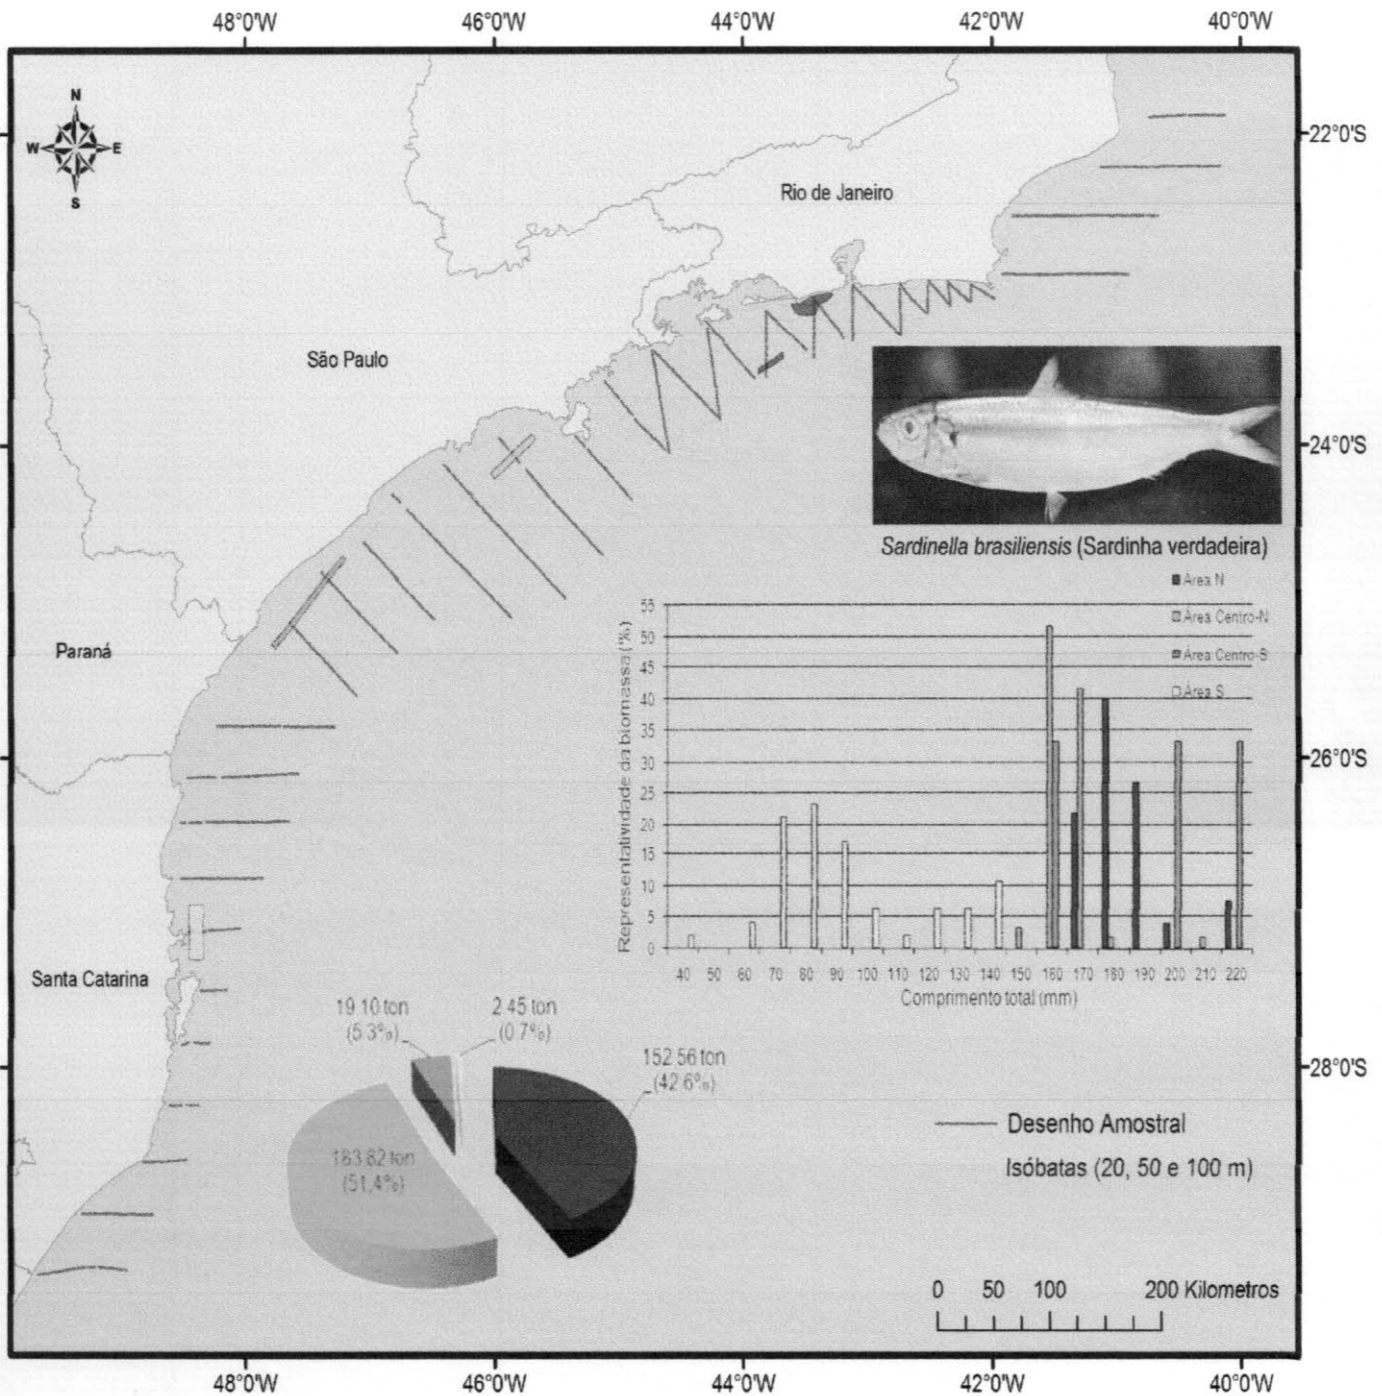 48°0'W 46°0'W 44°0'W 42°0'W 40°0'W
N
W E
S
22°0'S
Rio de Janeiro
São Paulo
24°0'S
Sardinella brasiliensis (Sardinha verdadeira)
Área N
Área Centro-N
Área Centro-S
Área S
Representatividade da biomassa (%)
55
50
45
40
35
30
25
20
15
10
5
0
40 50 60 70 80 90 100 110 120 130 140 150 160 170 180 190 200 210 220
Comprimento total (mm)
Paraná
26°0'S
Santa Catarina
19.10 ton
(5.3%)
2.45 ton
(0.7%)
152.56 ton
(42.6%)
183.82 ton
(51,4%)
28°0'S
Desenho Amostral
Isóbatas (20, 50 e 100 m)
0 50 100 200 Kilometros
48°0'W 46°0'W 44°0'W 42°0'W 40°0'W